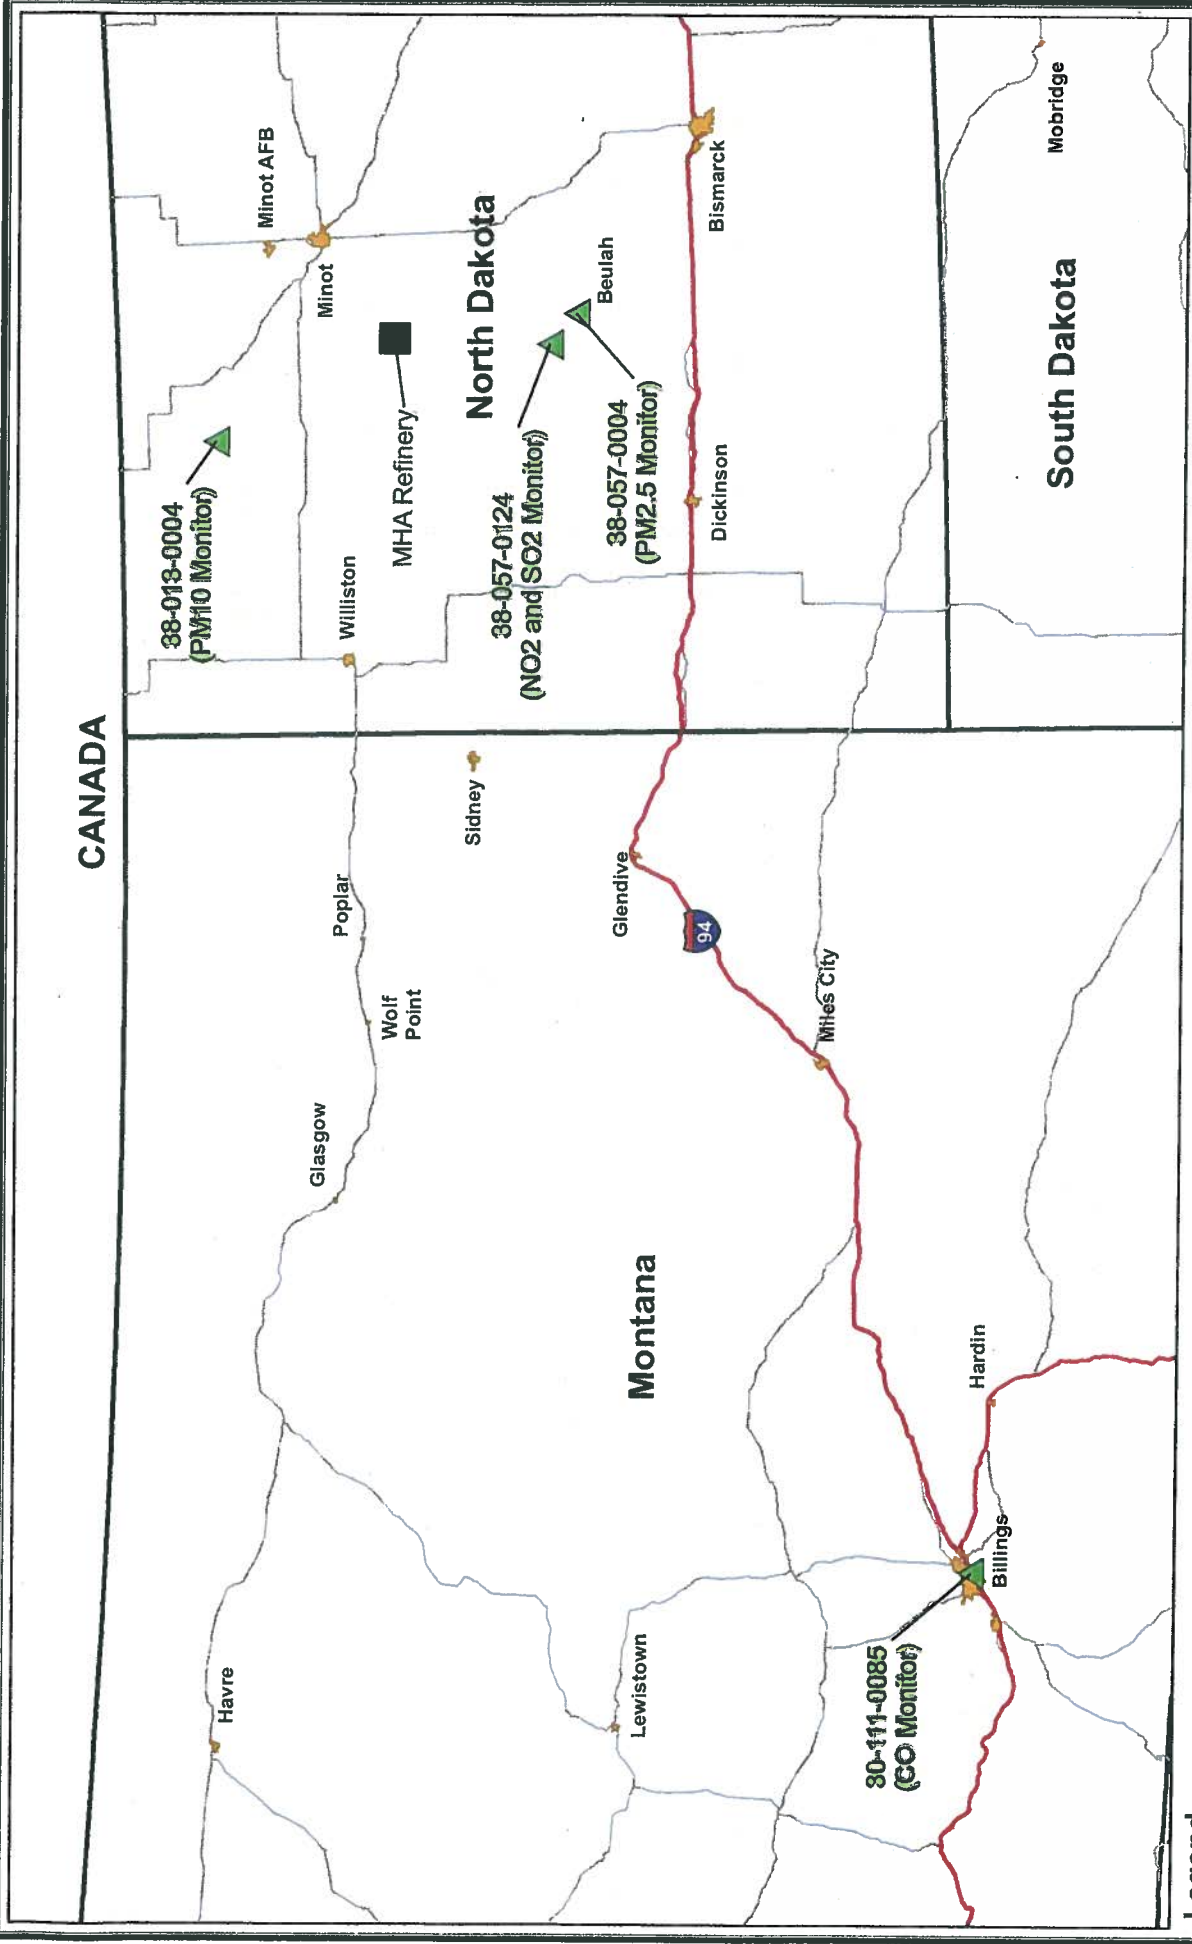 CANADA
Havre
Glasgow
Poplar
Wolf
Point
Williston
38-013-0004
(PM10 Monitor)
Minot AFB
Minot
MHA Refinery
Sidney
North Dakota
38-057-0124
(NO2 and SO2 Monitor)
Beulah
38-057-0004
(PM2.5 Monitor)
Lewistown
Montana
Glendive
94
Dickinson
Bismarck
Miles City
30-111-0085
(CO Monitor)
Billings
Hardin
South Dakota
Mobridge